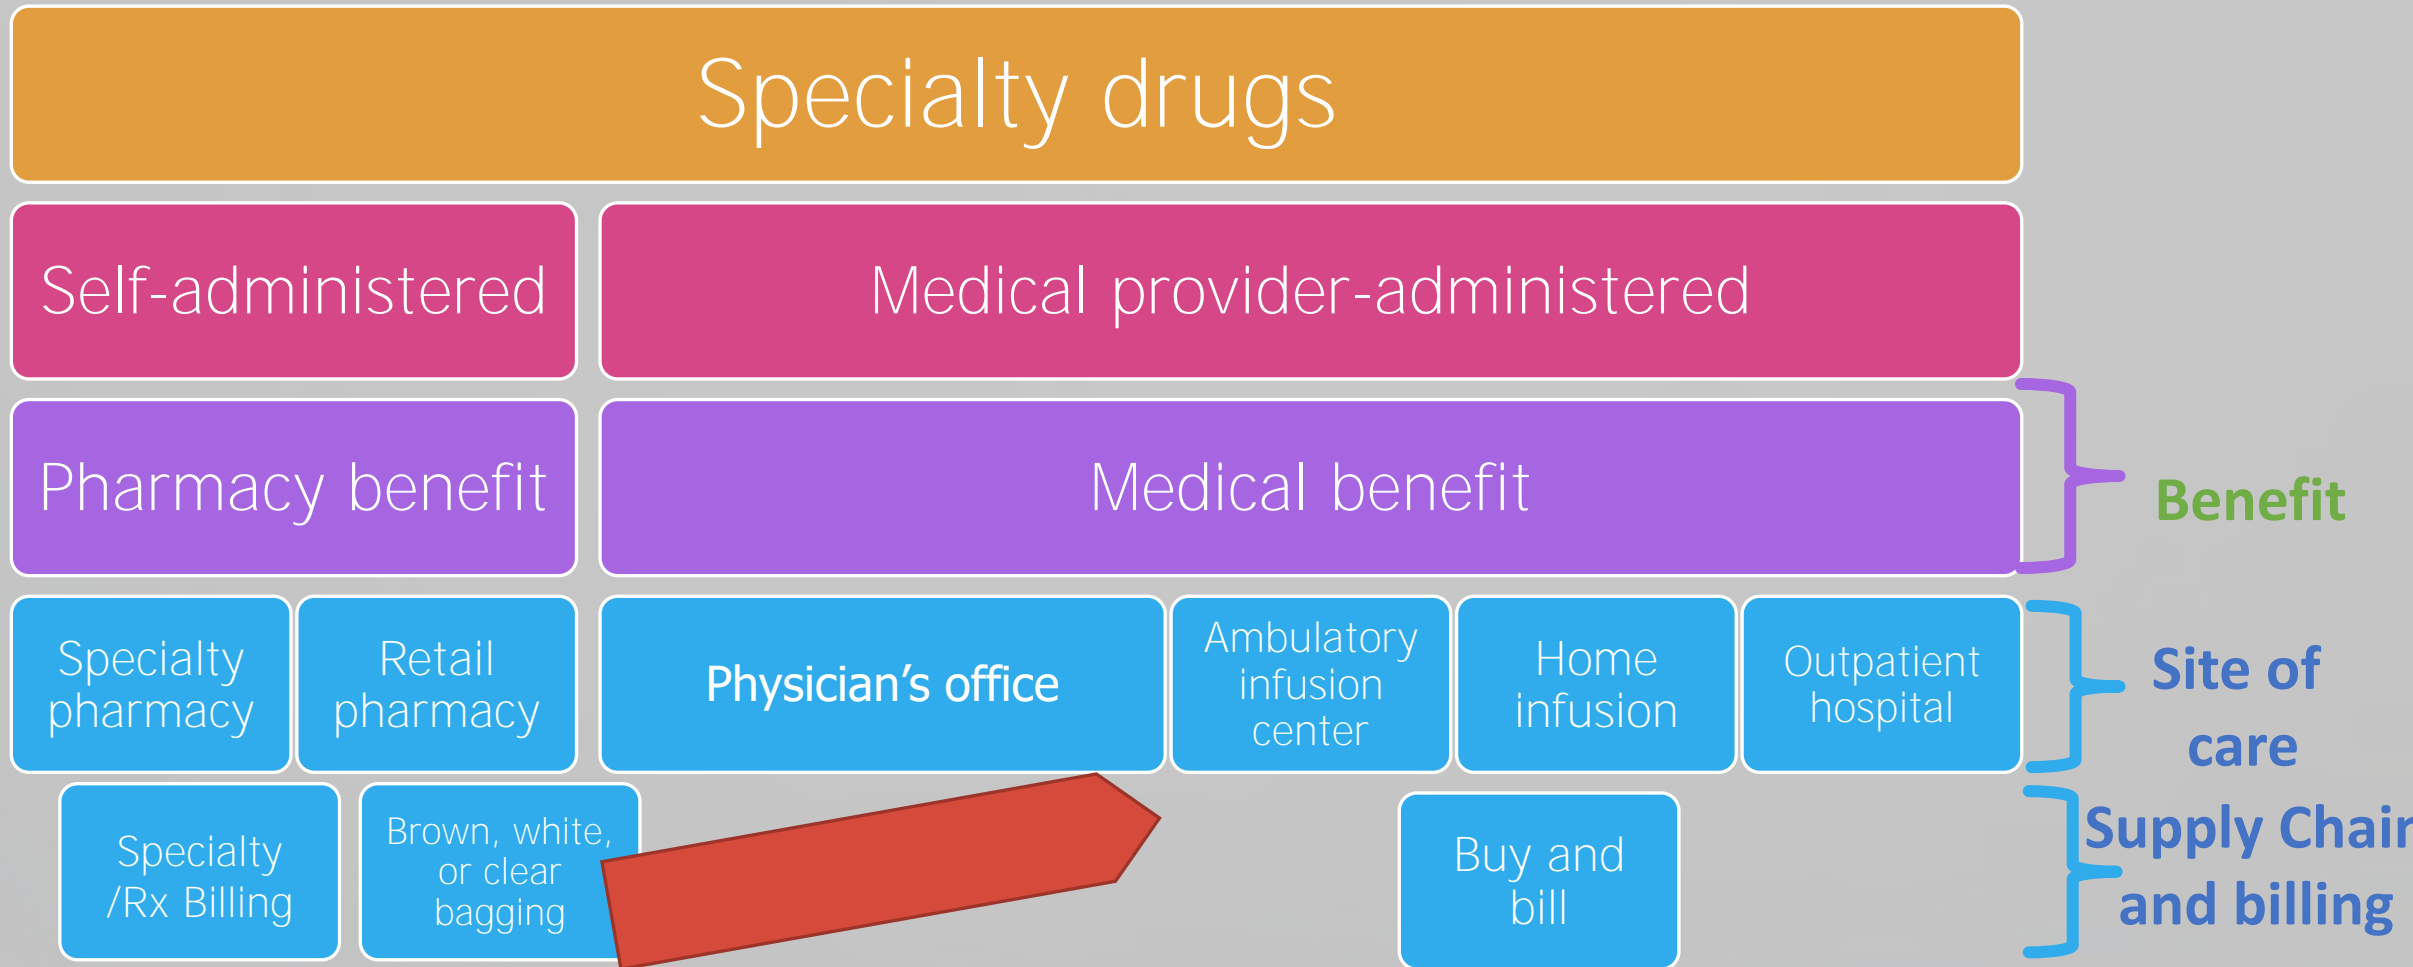 Specialty drugs
Self-administered
Medical provider-administered
Pharmacy benefit
Medical benefit
Benefit
Specialty
pharmacy
Retail
pharmacy
Physician’s office
Ambulatory
infusion
center
Home
infusion
Outpatient
hospital
Site of
care
Specialty
/Rx Billing
Brown, white,
or clear
bagging
Buy and
bill
Supply Chain
and billing